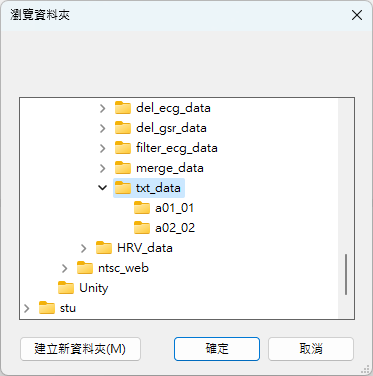 瀏覽資料夾
del_ecg_data
del_gsr_data
filter_ecg_data
merge_data
txt_data
a01_01
a02_02
HRV_data
ntsc_web
Unity
stu
建立新資料夾(M)
確定
取消